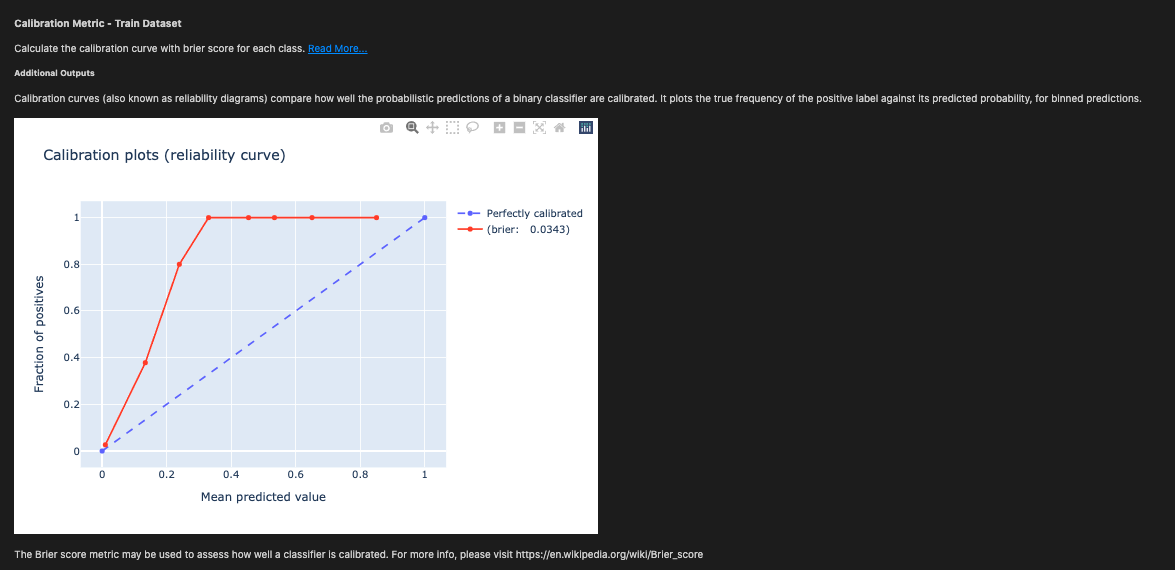 Calibration Metric - Train Dataset
Calculate the calibration curve with brier score for each class. Read More...
Additional Outputs
Calibration curves (also known as reliability diagrams) compare how well the probabilistic predictions of a binary classifier are calibrated. It plots the true frequency of the positive label against its predicted probability, for binned predictions.
Calibration plots (reliability curve)
Perfectly calibrated
(brier: 0.0343)
1
0.8
0.6
0.4
0.2
0
Fraction of positives
0 0.2 0.4 0.6 0.8 1
Mean predicted value
The Brier score metric may be used to assess how well a classifier is calibrated. For more info, please visit https://en.wikipedia.org/wiki/Brier_score